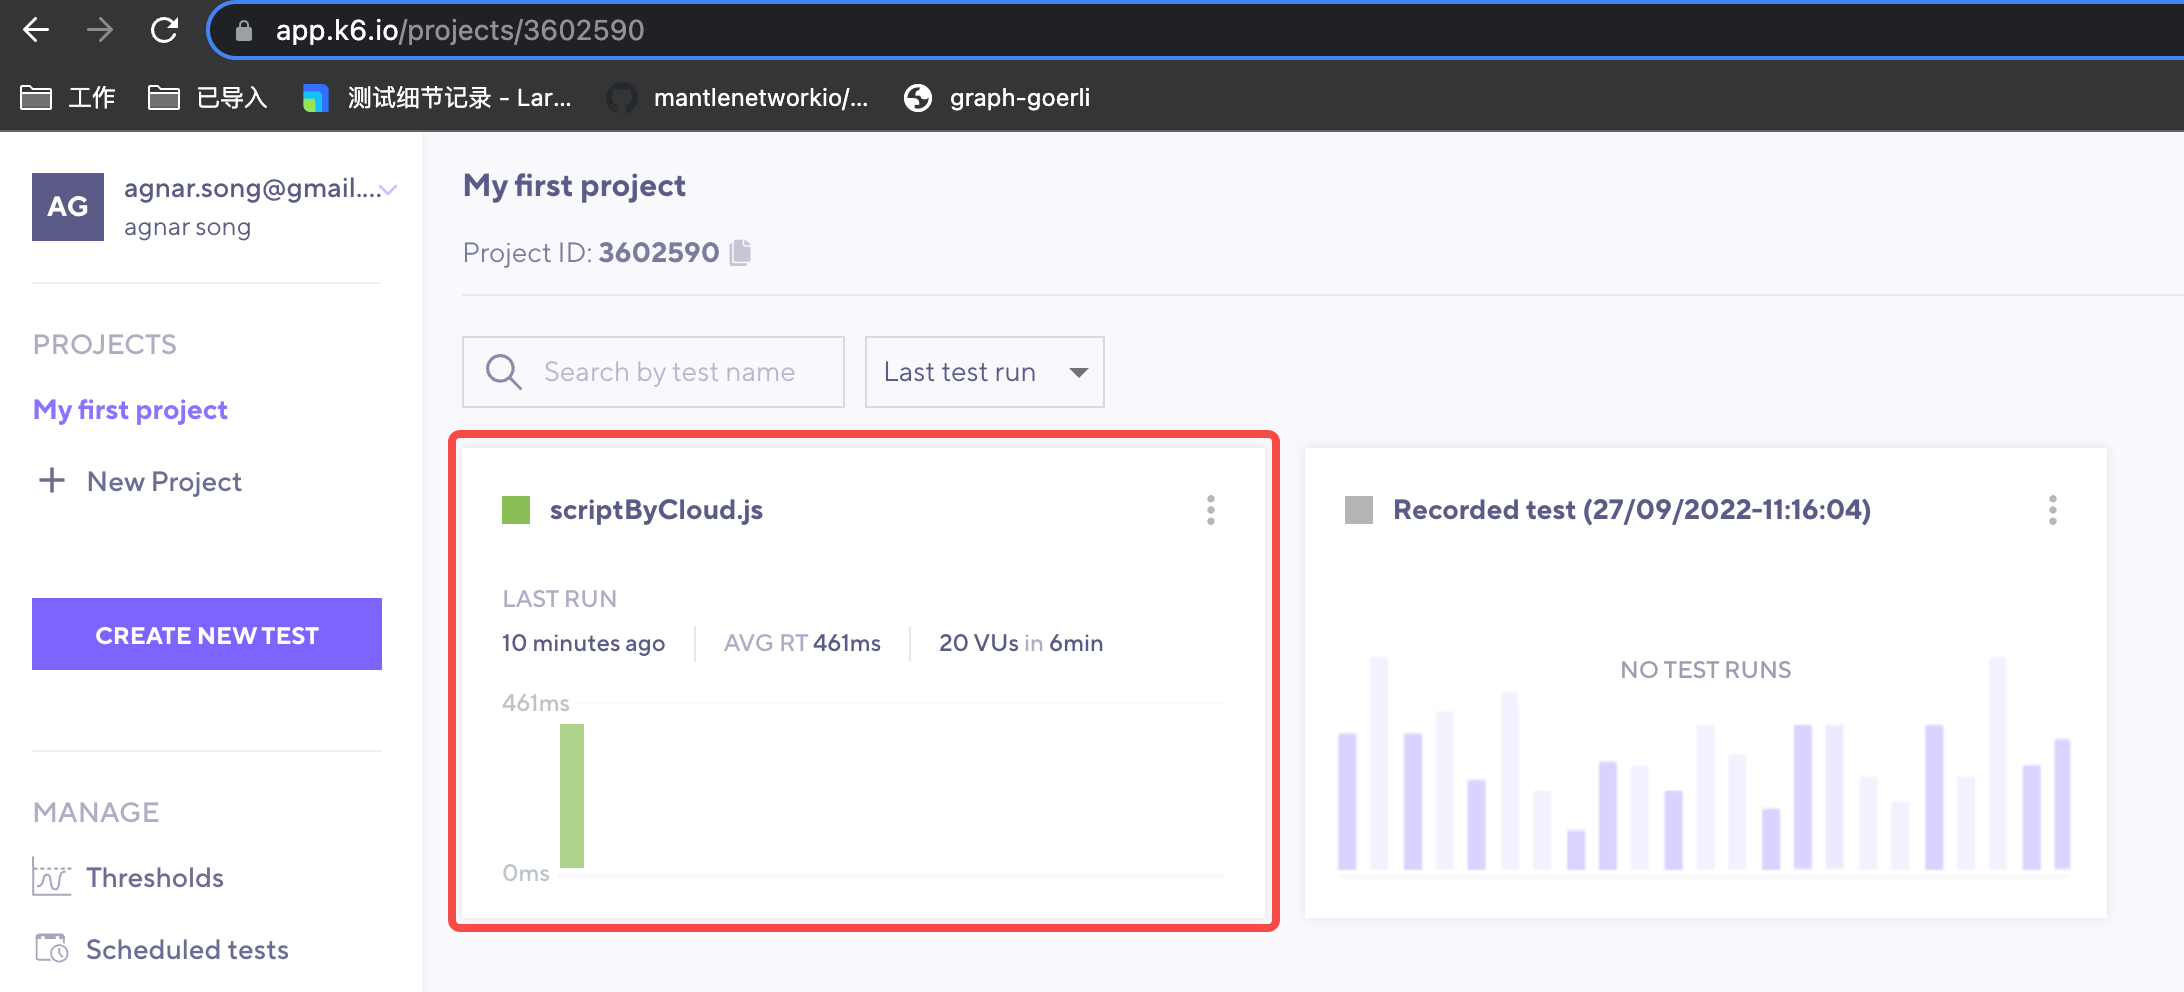 app.k6.io/projects/3602590
工作
已导入
测试细节记录 - Lar...
mantlenetworkio/...
graph-goerli
AG
agnar.song@gmail....
agnar song
PROJECTS
My first project
New Project
CREATE NEW TEST
MANAGE
Thresholds
Scheduled tests
My first project
Project ID: 3602590
Search by test name
Last test run
scriptByCloud.js
LAST RUN
10 minutes ago
AVG RT 461ms
20 VUs in 6min
461ms
0ms
Recorded test (27/09/2022-11:16:04)
NO TEST RUNS